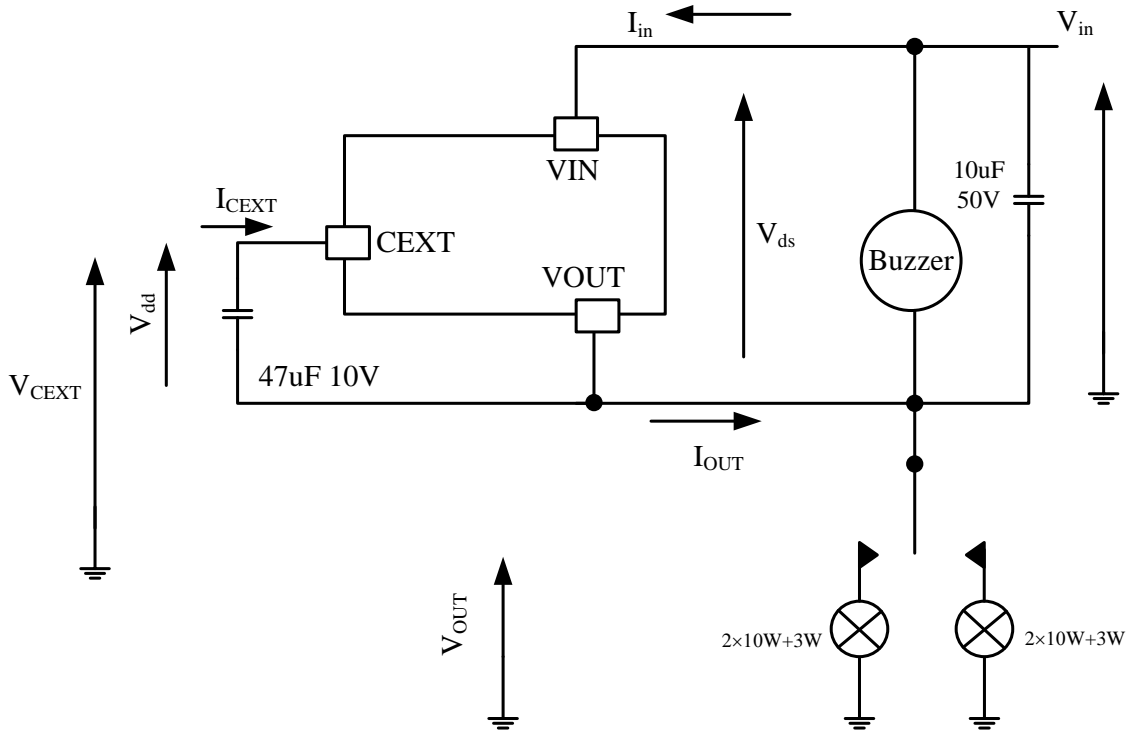 I_in
V_in
VIN
10uF
50V
I_CEXT
CEXT
V_ds
VOUT
Buzzer
V_dd
V_CEXT
47uF 10V
I_OUT
V_OUT
2×10W+3W
2×10W+3W